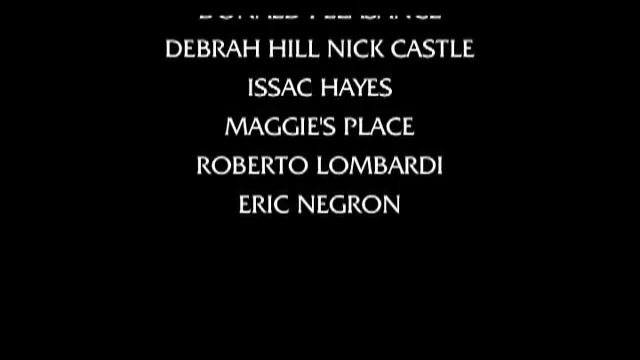 DEBRAH HILL NICK CASTLE
ISSAC HAYES
MAGGIE'S PLACE
ROBERTO LOMBARDI
ERIC NEGRON